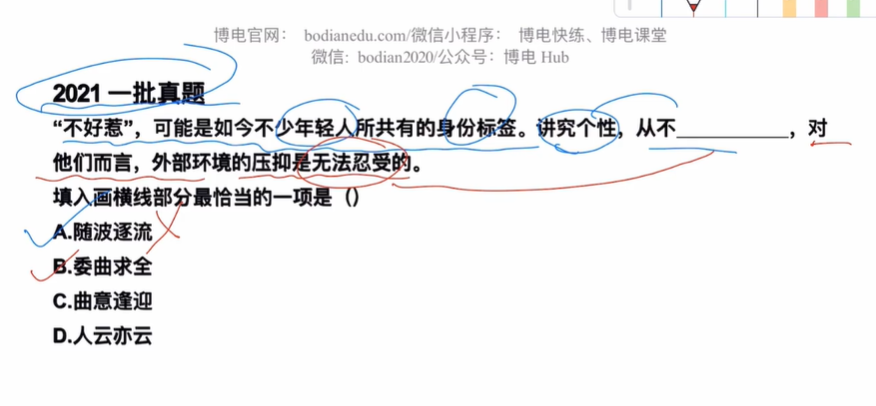 博电官网： bodianedu.com/微信小程序： 博电快练、博电课堂
微信: bodian2020/公众号：博电 Hub
2021 一批真题
“不好惹”，可能是如今不少年轻人所共有的身份标签。讲究个性，从不__________，对
他们而言，外部环境的压抑是无法忍受的。
填入画横线部分最恰当的一项是（）
A.随波逐流
B.委曲求全
C.曲意逢迎
D.人云亦云